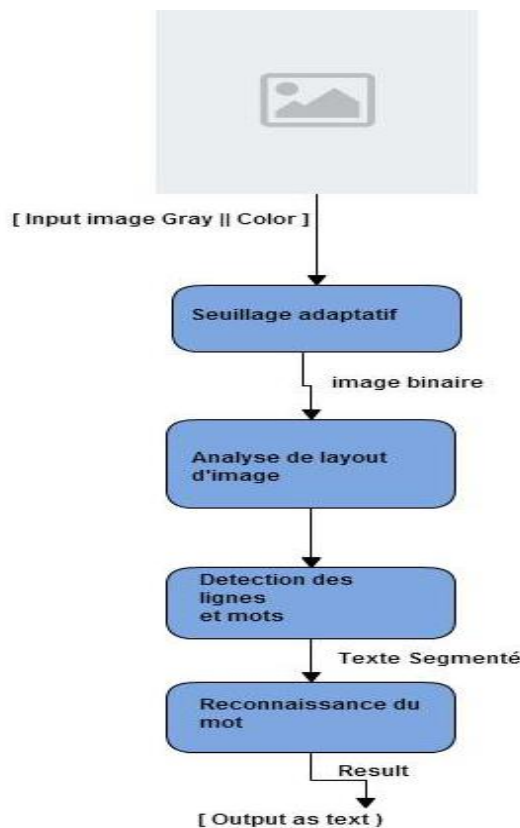 [ Input image Gray || Color ]
Seuillage adaptatif
image binaire
Analyse de layout
d'image
Detection des
lignes
et mots
Texte Segmenté
Reconnaissance du
mot
Result
[ Output as text )